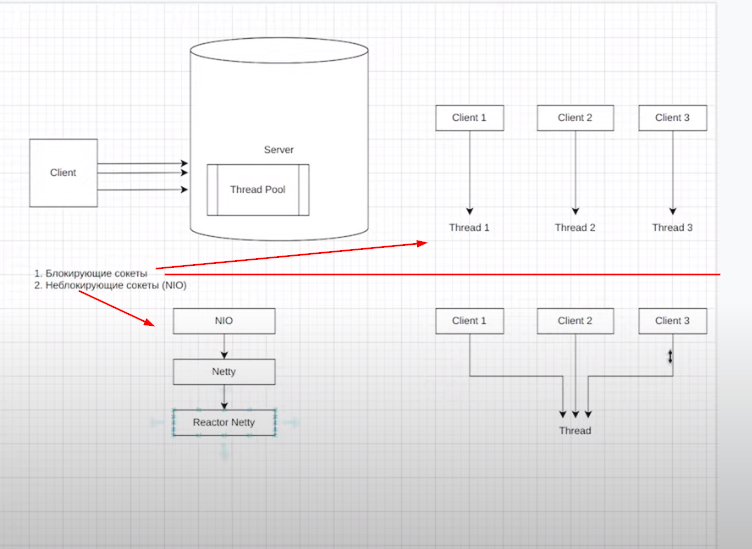 Server
Client
Thread Pool
Client 1
Client 2
Client 3
Thread 1
Thread 2
Thread 3
1. Блокирующие сокеты
2. Неблокирующие сокеты (NIO)
NIO
Netty
Reactor Netty
Client 1
Client 2
Client 3
Thread